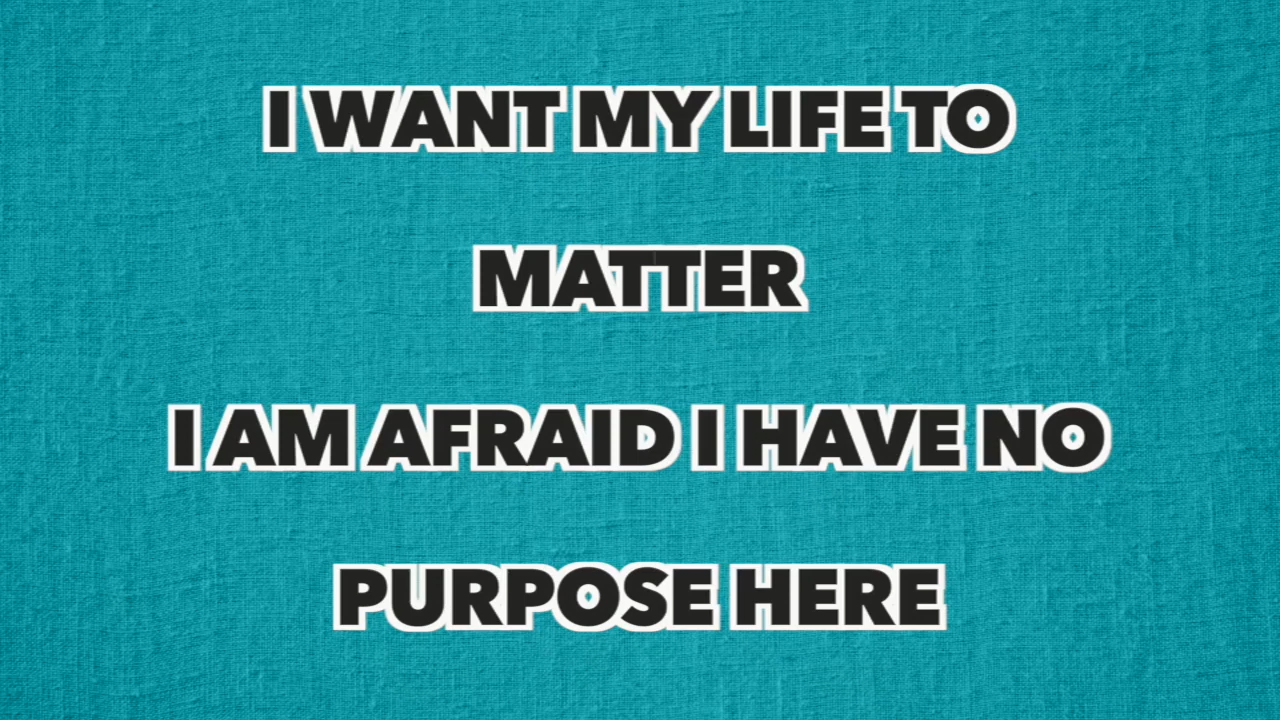 I WANT MY LIFE TO
MATTER
I AM AFRAID I HAVE NO
PURPOSE HERE